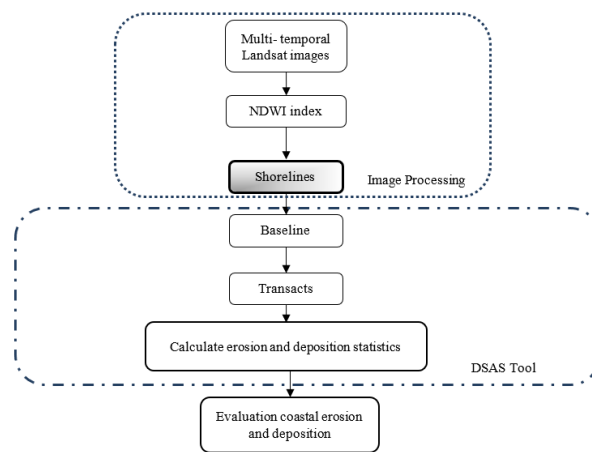 Multi- temporal
Landsat images
NDWI index
Shorelines
Image Processing
Baseline
Transacts
Calculate erosion and deposition statistics
DSAS Tool
Evaluation coastal erosion
and deposition